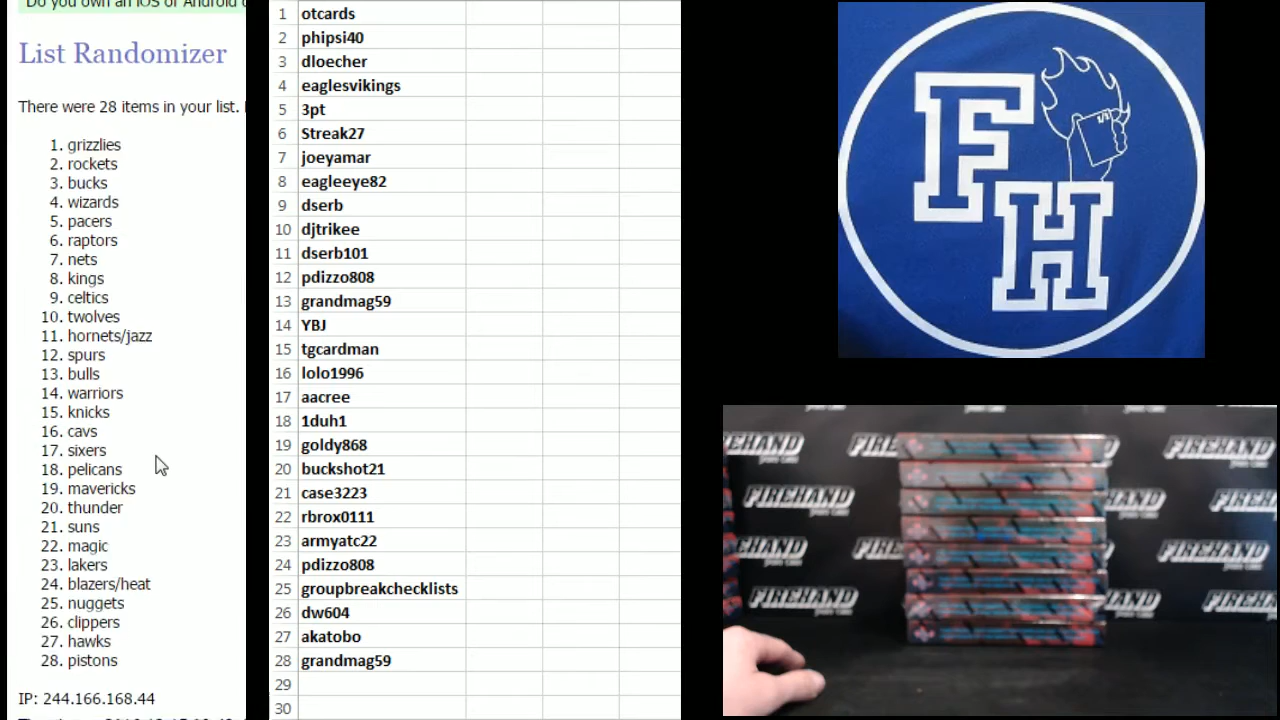 Do you own an iOS or Android
List Randomizer
There were 28 items in your list.
1. grizzlies
2. rockets
3. bucks
4. wizards
5. pacers
6. raptors
7. nets
8. kings
9. celtics
10. twolves
11. hornets/jazz
12. spurs
13. bulls
14. warriors
15. knicks
16. cavs
17. sixers
18. pelicans
19. mavericks
20. thunder
21. suns
22. magic
23. lakers
24. blazers/heat
25. nuggets
26. clippers
27. hawks
28. pistons
IP: 244.166.168.44
1 otcards
2 phipsi40
3 dloecher
4 eaglesvikings
5 3pt
6 Streak27
7 joeyamar
8 eagleeye82
9 dserb
10 djtrikee
11 dserb101
12 pdizzo808
13 grandmag59
14 YBJ
15 tgcardman
16 lolo1996
17 aacree
18 1duh1
19 goldy868
20 buckshot21
21 case3223
22 rbrox0111
23 armyatc22
24 pdizzo808
25 groupbreakchecklists
26 dw604
27 akatobo
28 grandmag59
29
30
F
H
FIREHAND
FIREHAND
FIREHAND
FIREHAND
FIREHAND
FIREHAND